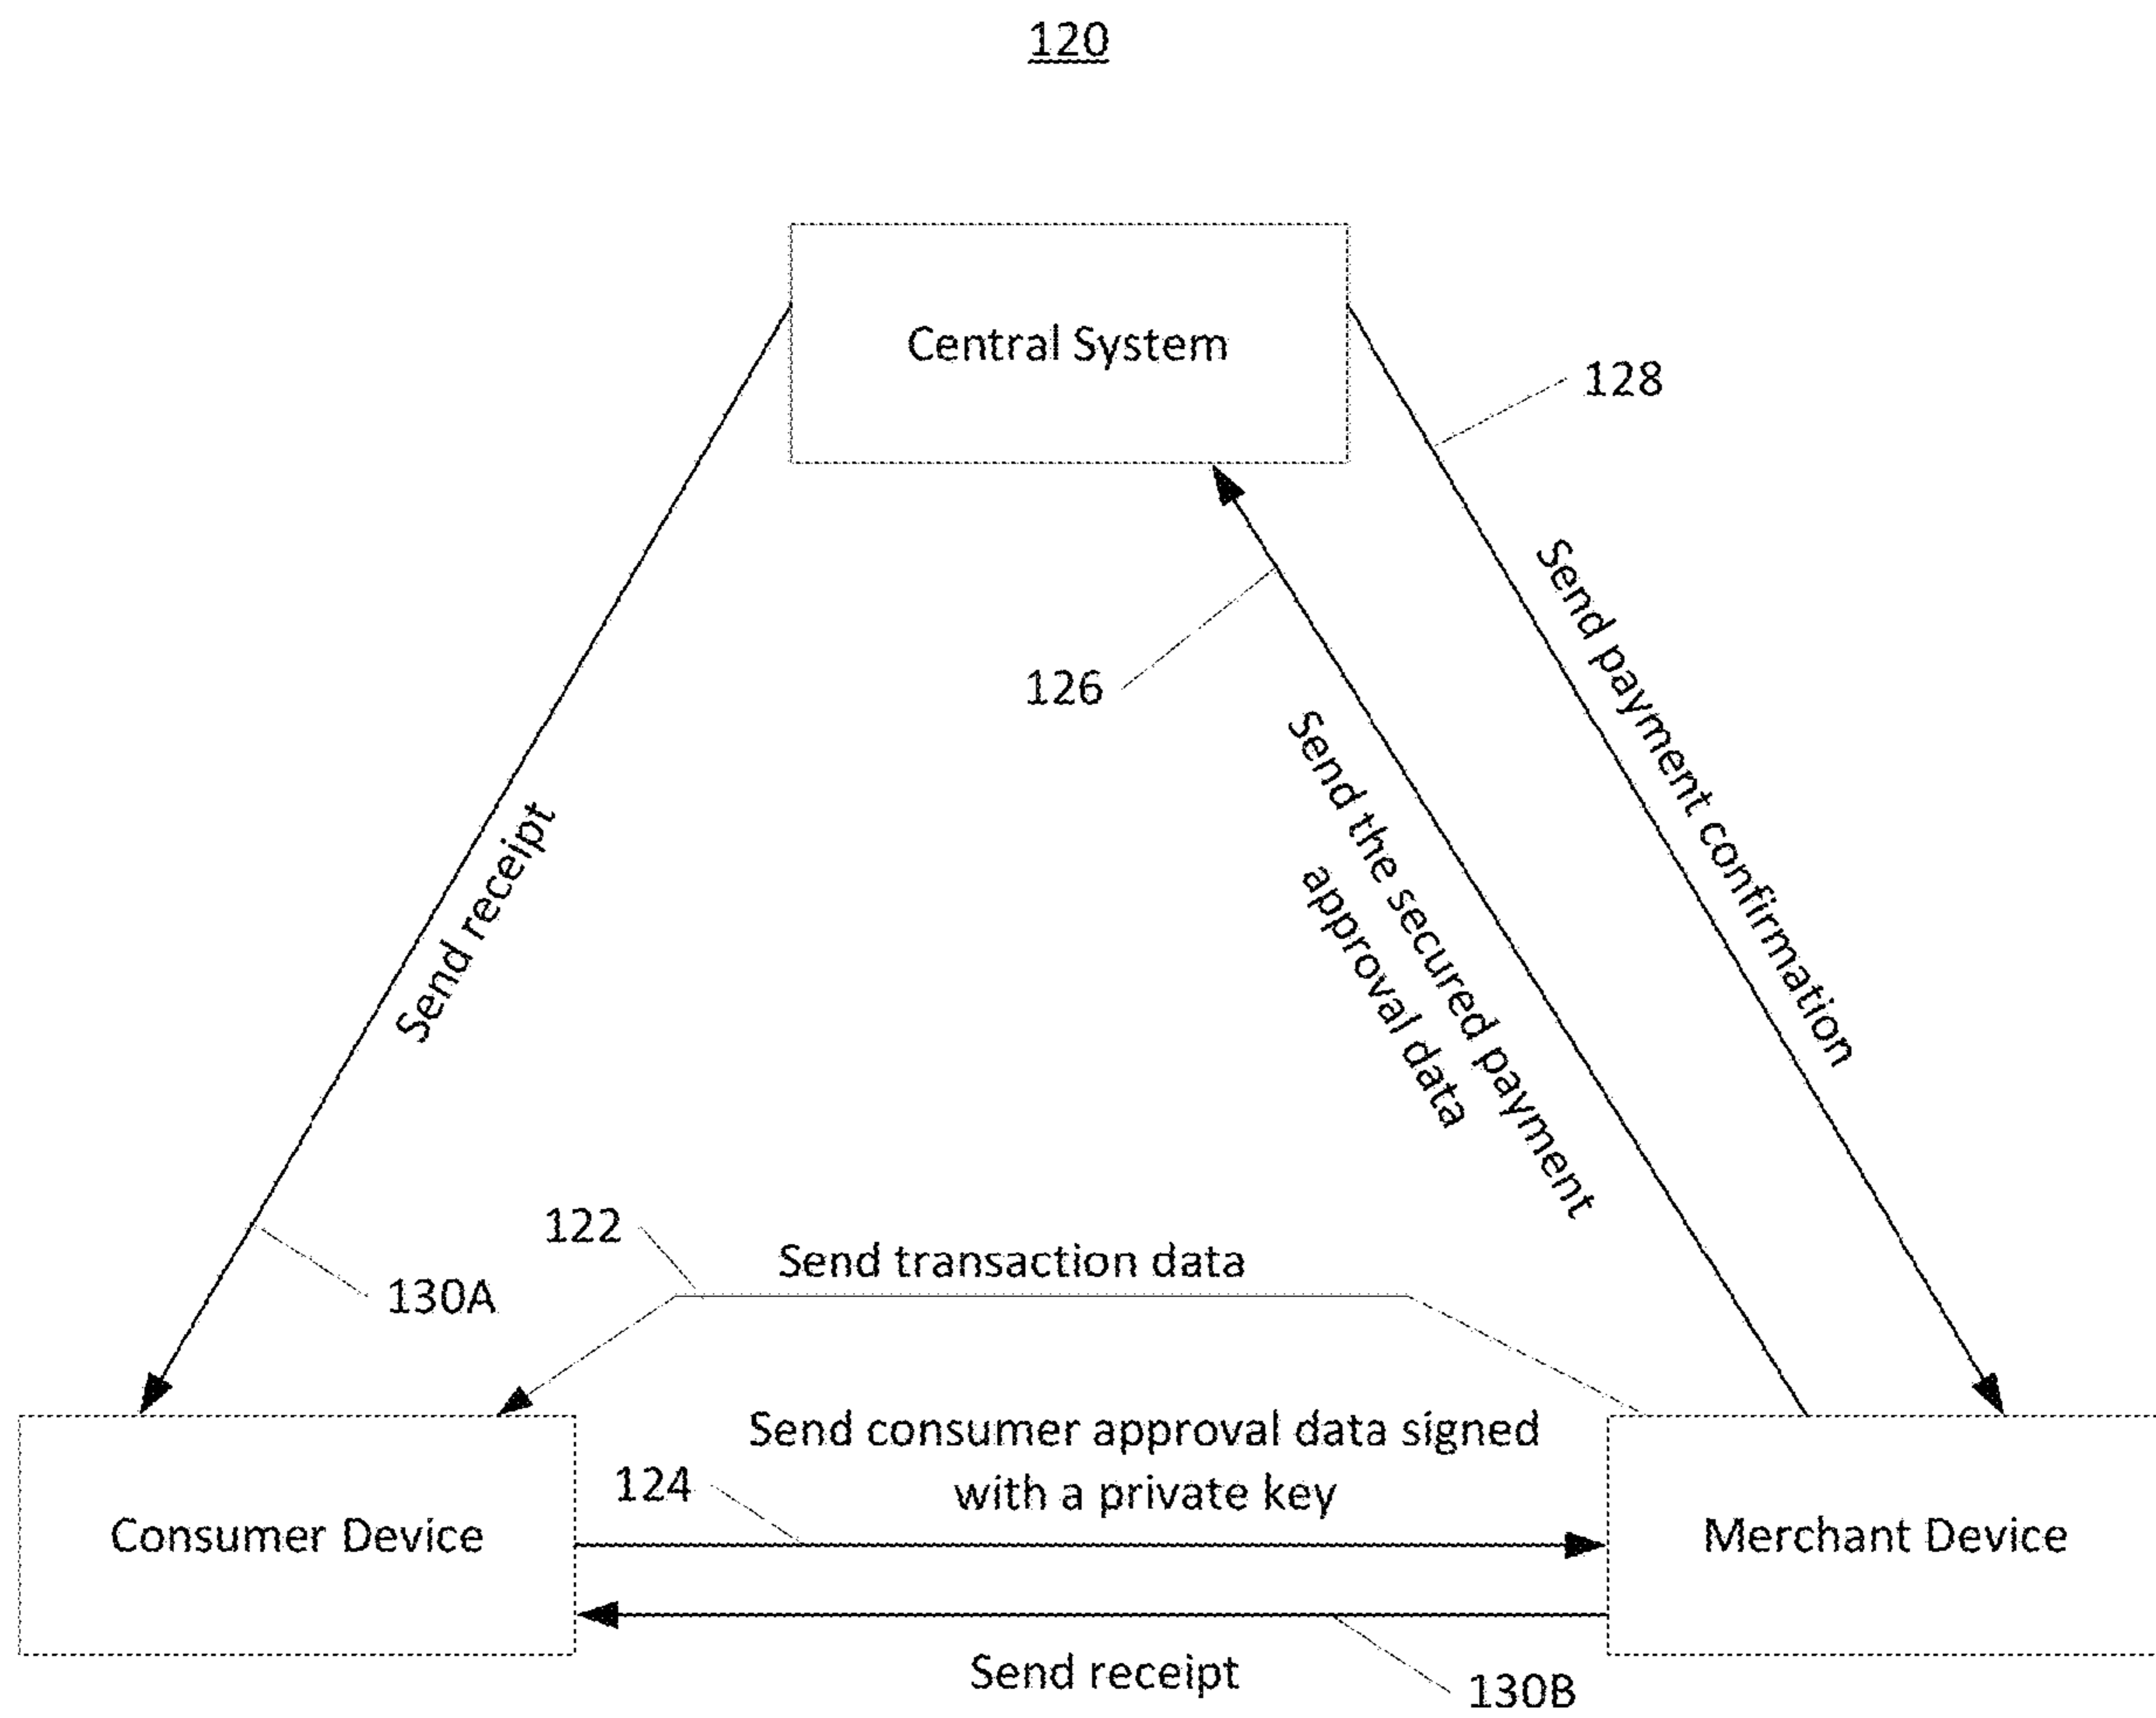 120
Central System
128
Send payment confirmation
126
Send the secured payment
approval data
Send receipt
130A
122
Send transaction data
Send consumer approval data signed
with a private key
124
Consumer Device
Merchant Device
Send receipt
130B